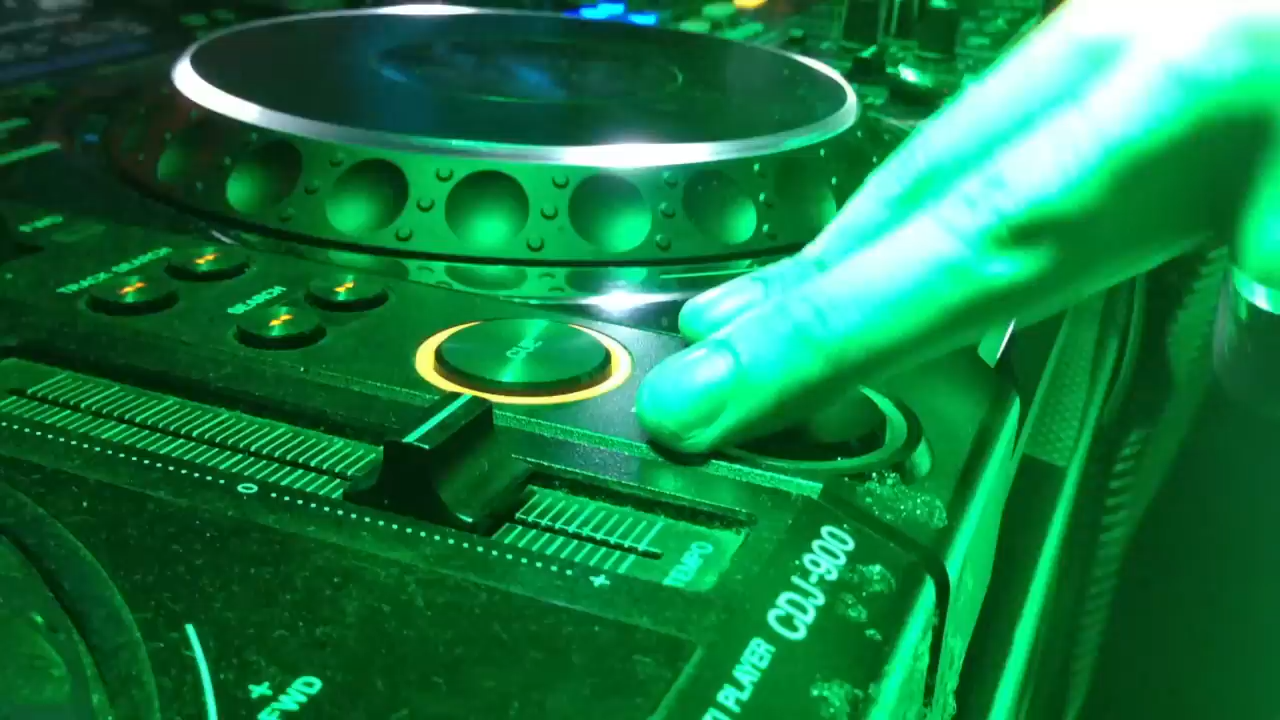 TRACK SEARCH
SEARCH
CUE
0
+
TEMPO
CDJ-900
PLAYER
+
FWD